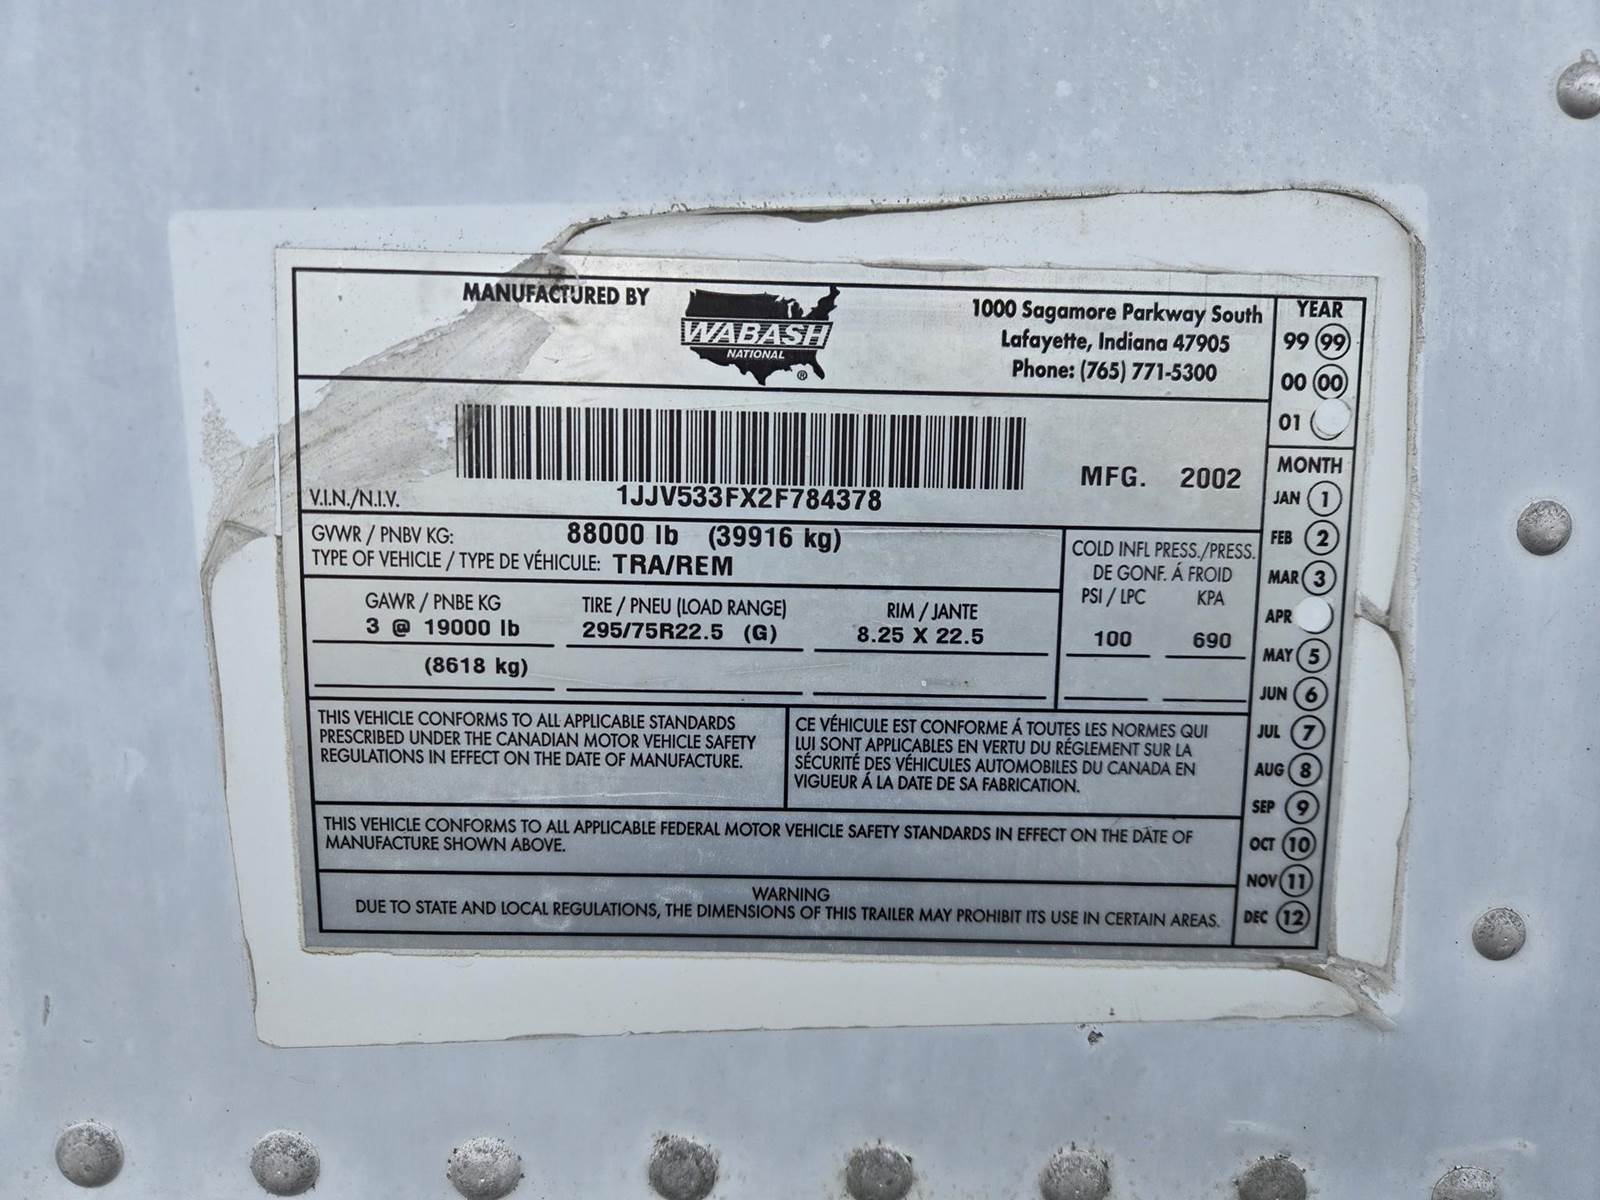 MANUFACTURED BY
WABASH
NATIONAL
®
1000 Sagamore Parkway South
Lafayette, Indiana 47905
Phone: (765) 771-5300
YEAR
99 99
00 00
01
V.I.N./N.I.V.
1JJV533FX2F784378
MFG. 2002
GVWR / PNBV KG: 88000 lb (39916 kg)
TYPE OF VEHICLE / TYPE DE VÉHICULE: TRA/REM
GAWR / PNBE KG
3 @ 19000 lb
(8618 kg)
TIRE / PNEU (LOAD RANGE)
295/75R22.5 (G)
RIM / JANTE
8.25 X 22.5
COLD INFL PRESS./PRESS.
DE GONF. Á FROID
PSI / LPC KPA
100 690
MONTH
JAN 1
FEB 2
MAR 3
APR
MAY 5
JUN 6
JUL 7
AUG 8
SEP 9
OCT 10
NOV 11
DEC 12
THIS VEHICLE CONFORMS TO ALL APPLICABLE STANDARDS
PRESCRIBED UNDER THE CANADIAN MOTOR VEHICLE SAFETY
REGULATIONS IN EFFECT ON THE DATE OF MANUFACTURE.
CE VÉHICULE EST CONFORME Á TOUTES LES NORMES QUI
LUI SONT APPLICABLES EN VERTU DU RÉGLEMENT SUR LA
SÉCURITÉ DES VÉHICULES AUTOMOBILES DU CANADA EN
VIGUEUR Á LA DATE DE SA FABRICATION.
THIS VEHICLE CONFORMS TO ALL APPLICABLE FEDERAL MOTOR VEHICLE SAFETY STANDARDS IN EFFECT ON THE DATE OF
MANUFACTURE SHOWN ABOVE.
WARNING
DUE TO STATE AND LOCAL REGULATIONS, THE DIMENSIONS OF THIS TRAILER MAY PROHIBIT ITS USE IN CERTAIN AREAS.